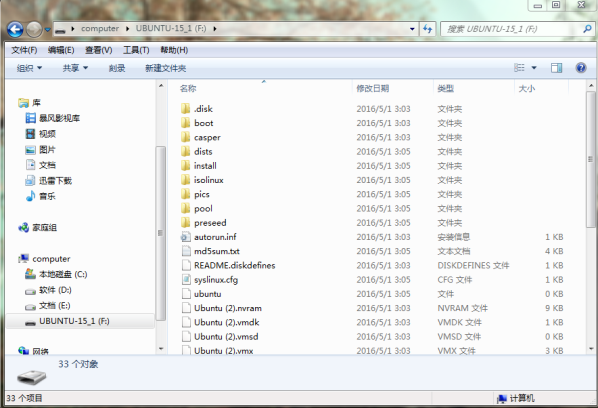 computer UBUNTU-15_1 (F:) 搜索 UBUNTU-15_1 (F:)
文件(F) 编辑(E) 查看(V) 工具(T) 帮助(H)
组织 共享 刻录 新建文件夹
名称 修改日期 类型 大小
库
暴风影视库
视频
图片
文档
迅雷下载
音乐
家庭组
computer
本地磁盘 (C:)
软件 (D:)
文档 (E:)
UBUNTU-15_1 (F:)
网络
.disk 2016/5/1 3:03 文件夹
boot 2016/5/1 3:03 文件夹
casper 2016/5/1 3:03 文件夹
dists 2016/5/1 3:05 文件夹
install 2016/5/1 3:05 文件夹
isolinux 2016/5/1 3:05 文件夹
pics 2016/5/1 3:05 文件夹
pool 2016/5/1 3:05 文件夹
preseed 2016/5/1 3:03 文件夹
autorun.inf 2016/5/1 3:03 安装信息 1 KB
md5sum.txt 2016/5/1 3:05 文本文档 4 KB
README.diskdefines 2016/5/1 3:03 DISKDEFINES 文件 1 KB
syslinux.cfg 2016/5/1 3:05 CFG 文件 1 KB
ubuntu 2016/5/1 3:05 文件 0 KB
Ubuntu (2).nvram 2016/5/1 3:03 NVRAM 文件 9 KB
Ubuntu (2).vmdk 2016/5/1 3:03 VMDK 文件 1 KB
Ubuntu (2).vmsd 2016/5/1 3:03 VMSD 文件 0 KB
Ubuntu (2).vmx 2016/5/1 3:03 VMX 文件 3 KB
33 个对象
33 个项目 计算机